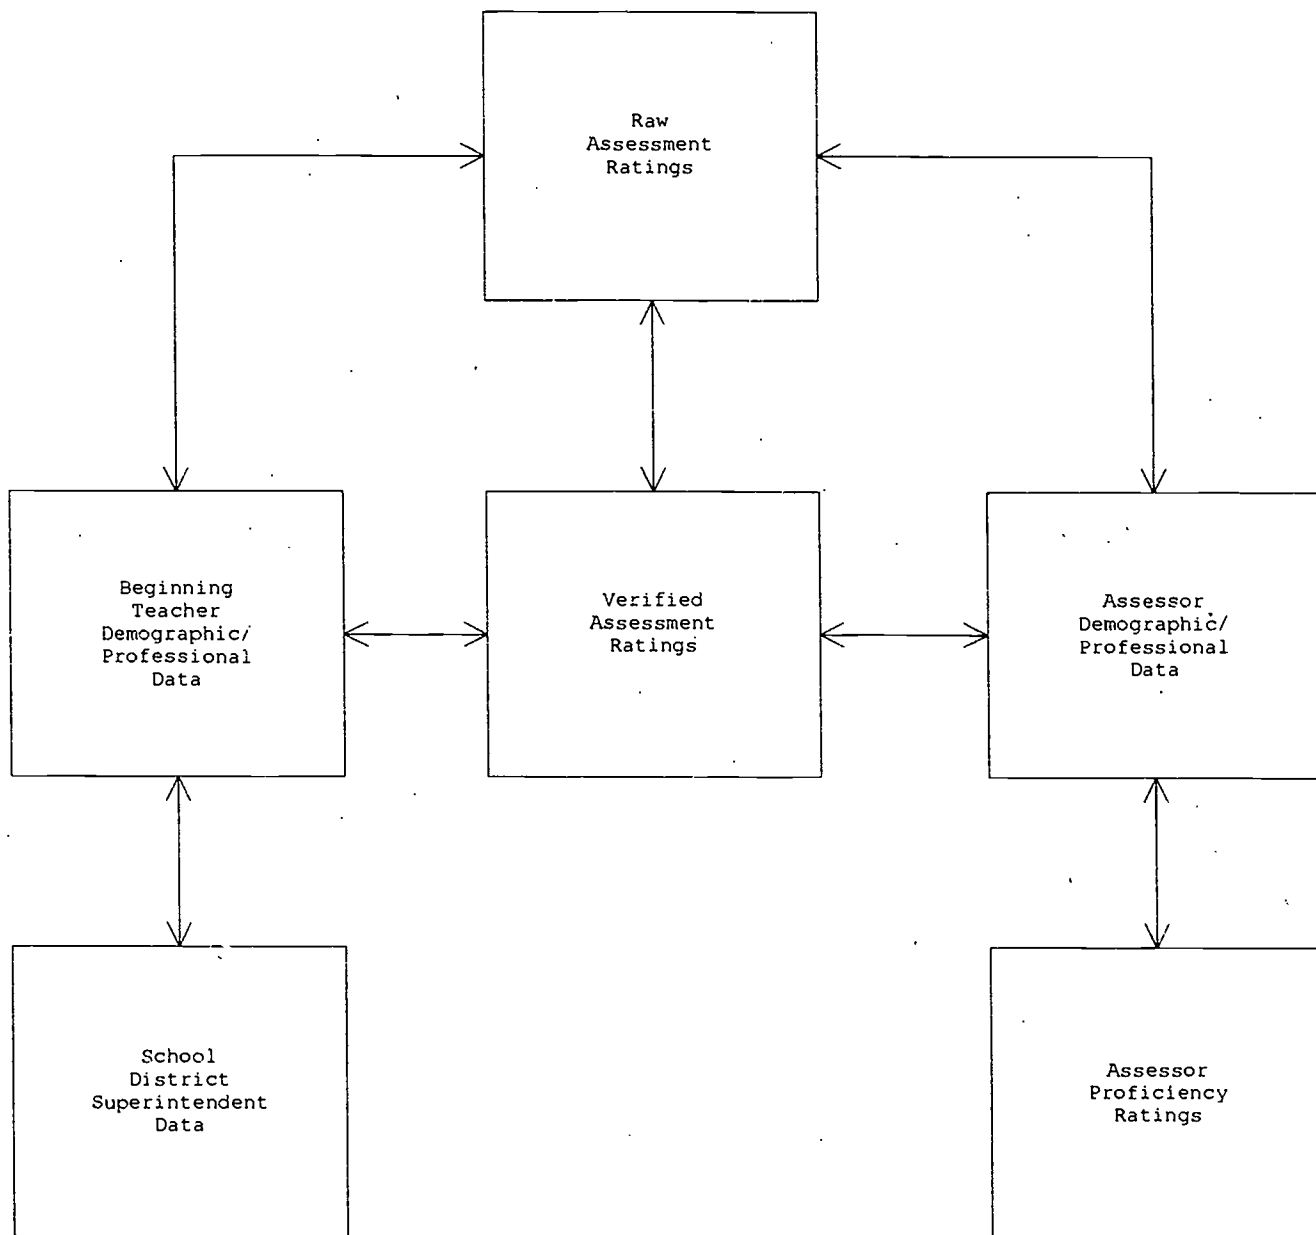 Raw
Assessment
Ratings
Beginning
Teacher
Demographic/
Professional
Data
Verified
Assessment
Ratings
Assessor
Demographic/
Professional
Data
School
District
Superintendent
Data
Assessor
Proficiency
Ratings